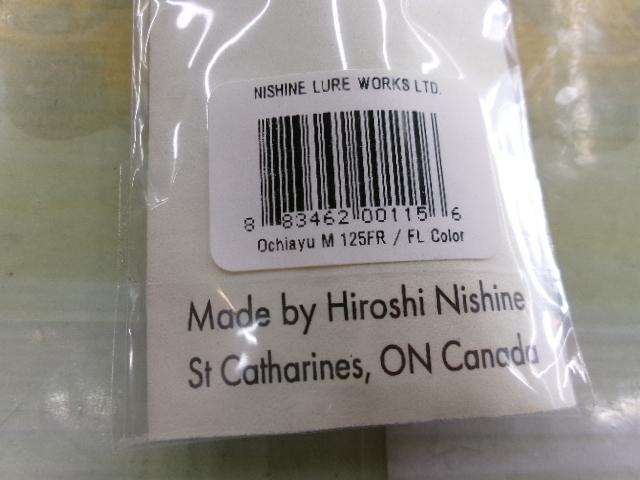 NISHINE LURE WORKS LTD.
8 83462 00115 6
Ochiayu M 125FR / FL Color
Made by Hiroshi Nishine
St Catharines, ON Canada